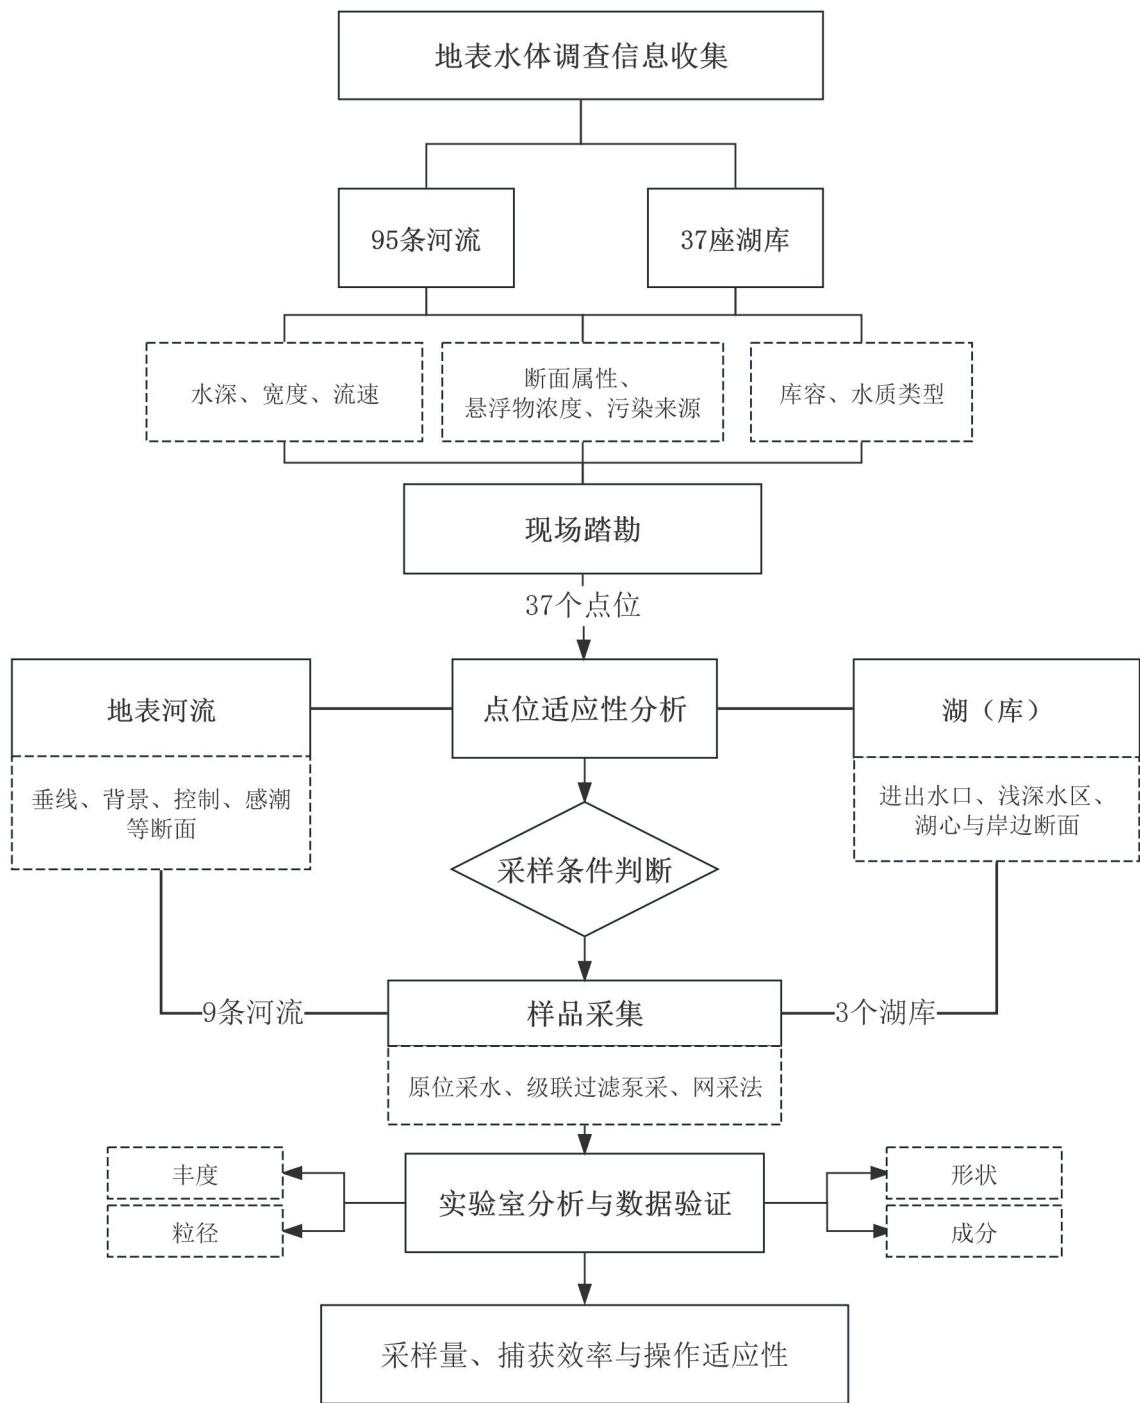 地表水体调查信息收集
95条河流
37座湖库
水深、宽度、流速
断面属性、
悬浮物浓度、污染来源
库容、水质类型
现场踏勘
37个点位
地表河流
点位适应性分析
湖（库）
垂线、背景、控制、感潮
等断面
进出水口、浅深水区、
湖心与岸边断面
采样条件判断
9条河流
样品采集
3个湖库
原位采水、级联过滤泵采、网采法
丰度
粒径
实验室分析与数据验证
形状
成分
采样量、捕获效率与操作适应性